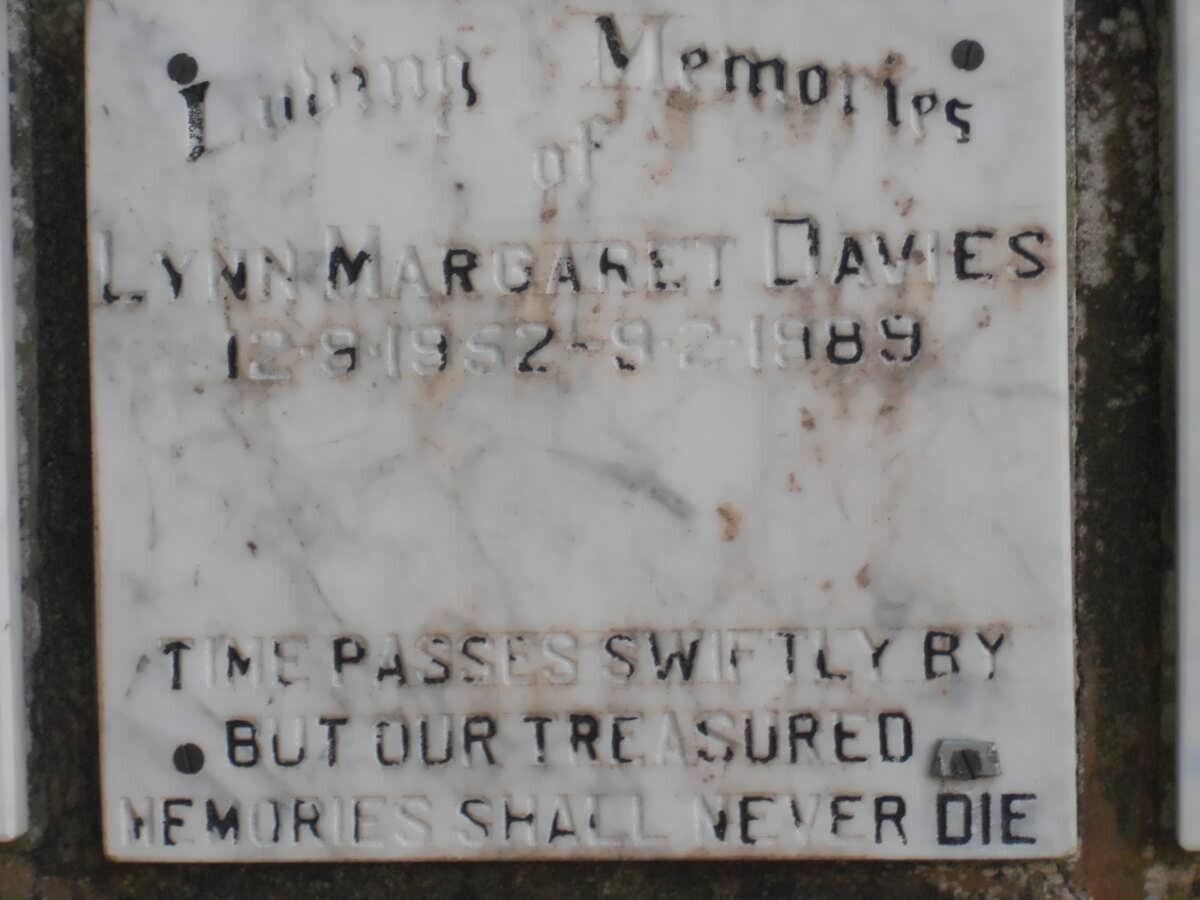 Loving Memories
of
LYNN MARGARET DAVIES
12·9·1952-9·2·1989
TIME PASSES SWIFTLY BY
BUT OUR TREASURED
MEMORIES SHALL NEVER DIE